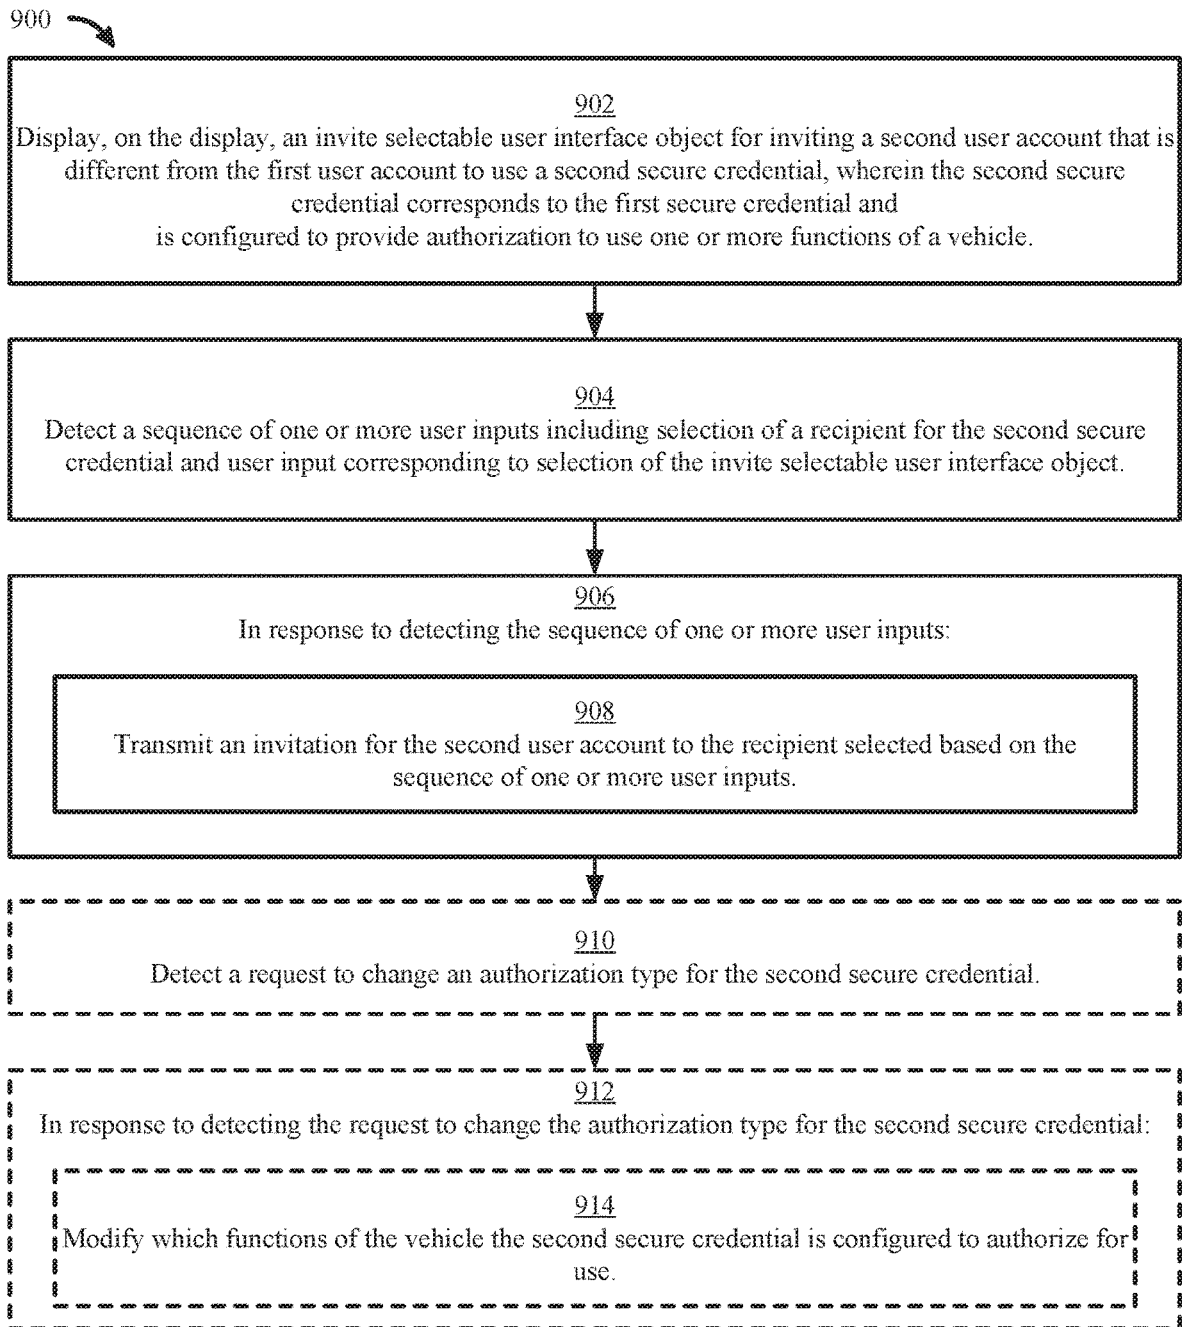 900
902
Display, on the display, an invite selectable user interface object for inviting a second user account that is
different from the first user account to use a second secure credential, wherein the second secure
credential corresponds to the first secure credential and
is configured to provide authorization to use one or more functions of a vehicle.
904
Detect a sequence of one or more user inputs including selection of a recipient for the second secure
credential and user input corresponding to selection of the invite selectable user interface object.
906
In response to detecting the sequence of one or more user inputs:
908
Transmit an invitation for the second user account to the recipient selected based on the
sequence of one or more user inputs.
910
Detect a request to change an authorization type for the second secure credential.
912
In response to detecting the request to change the authorization type for the second secure credential:
914
Modify which functions of the vehicle the second secure credential is configured to authorize for
use.